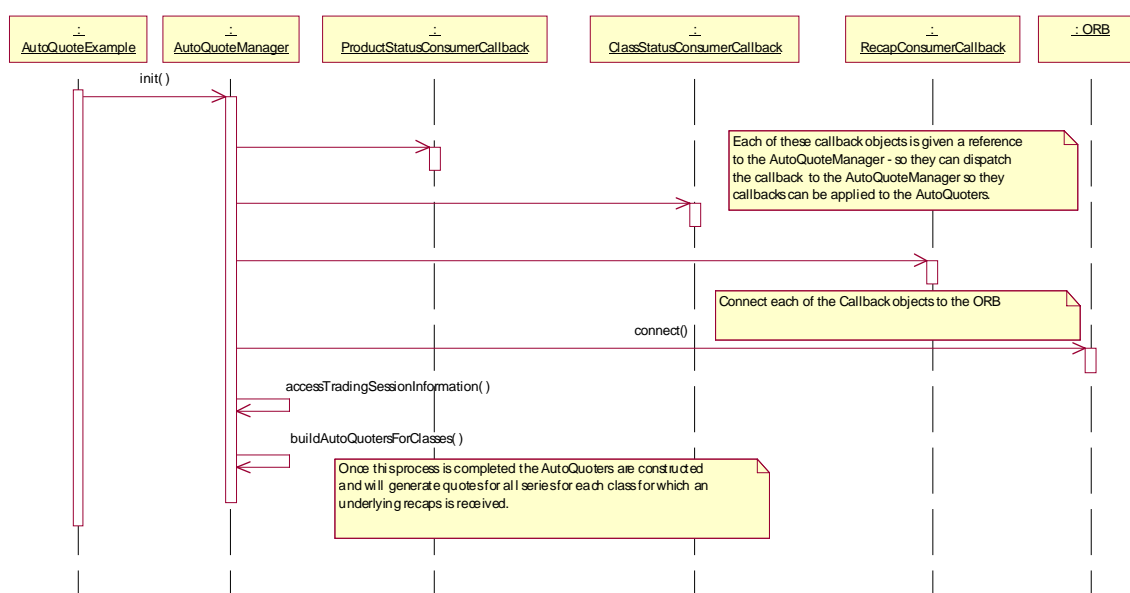 :
AutoQuoteExample
:
AutoQuoteManager
:
ProductStatusConsumerCallback
:
ClassStatusConsumerCallback
:
RecapConsumerCallback
: ORB
init( )
Each of these callback objects is given a reference
to the AutoQuoteManager - so they can dispatch
the callback to the AutoQuoteManager so they
callbacks can be applied to the AutoQuoters.
Connect each of the Callback objects to the ORB
connect()
accessTradingSessionInformation( )
buildAutoQuotersForClasses( )
Once this process is completed the AutoQuoters are constructed
and will generate quotes for all series for each class for which an
underlying recaps is received.